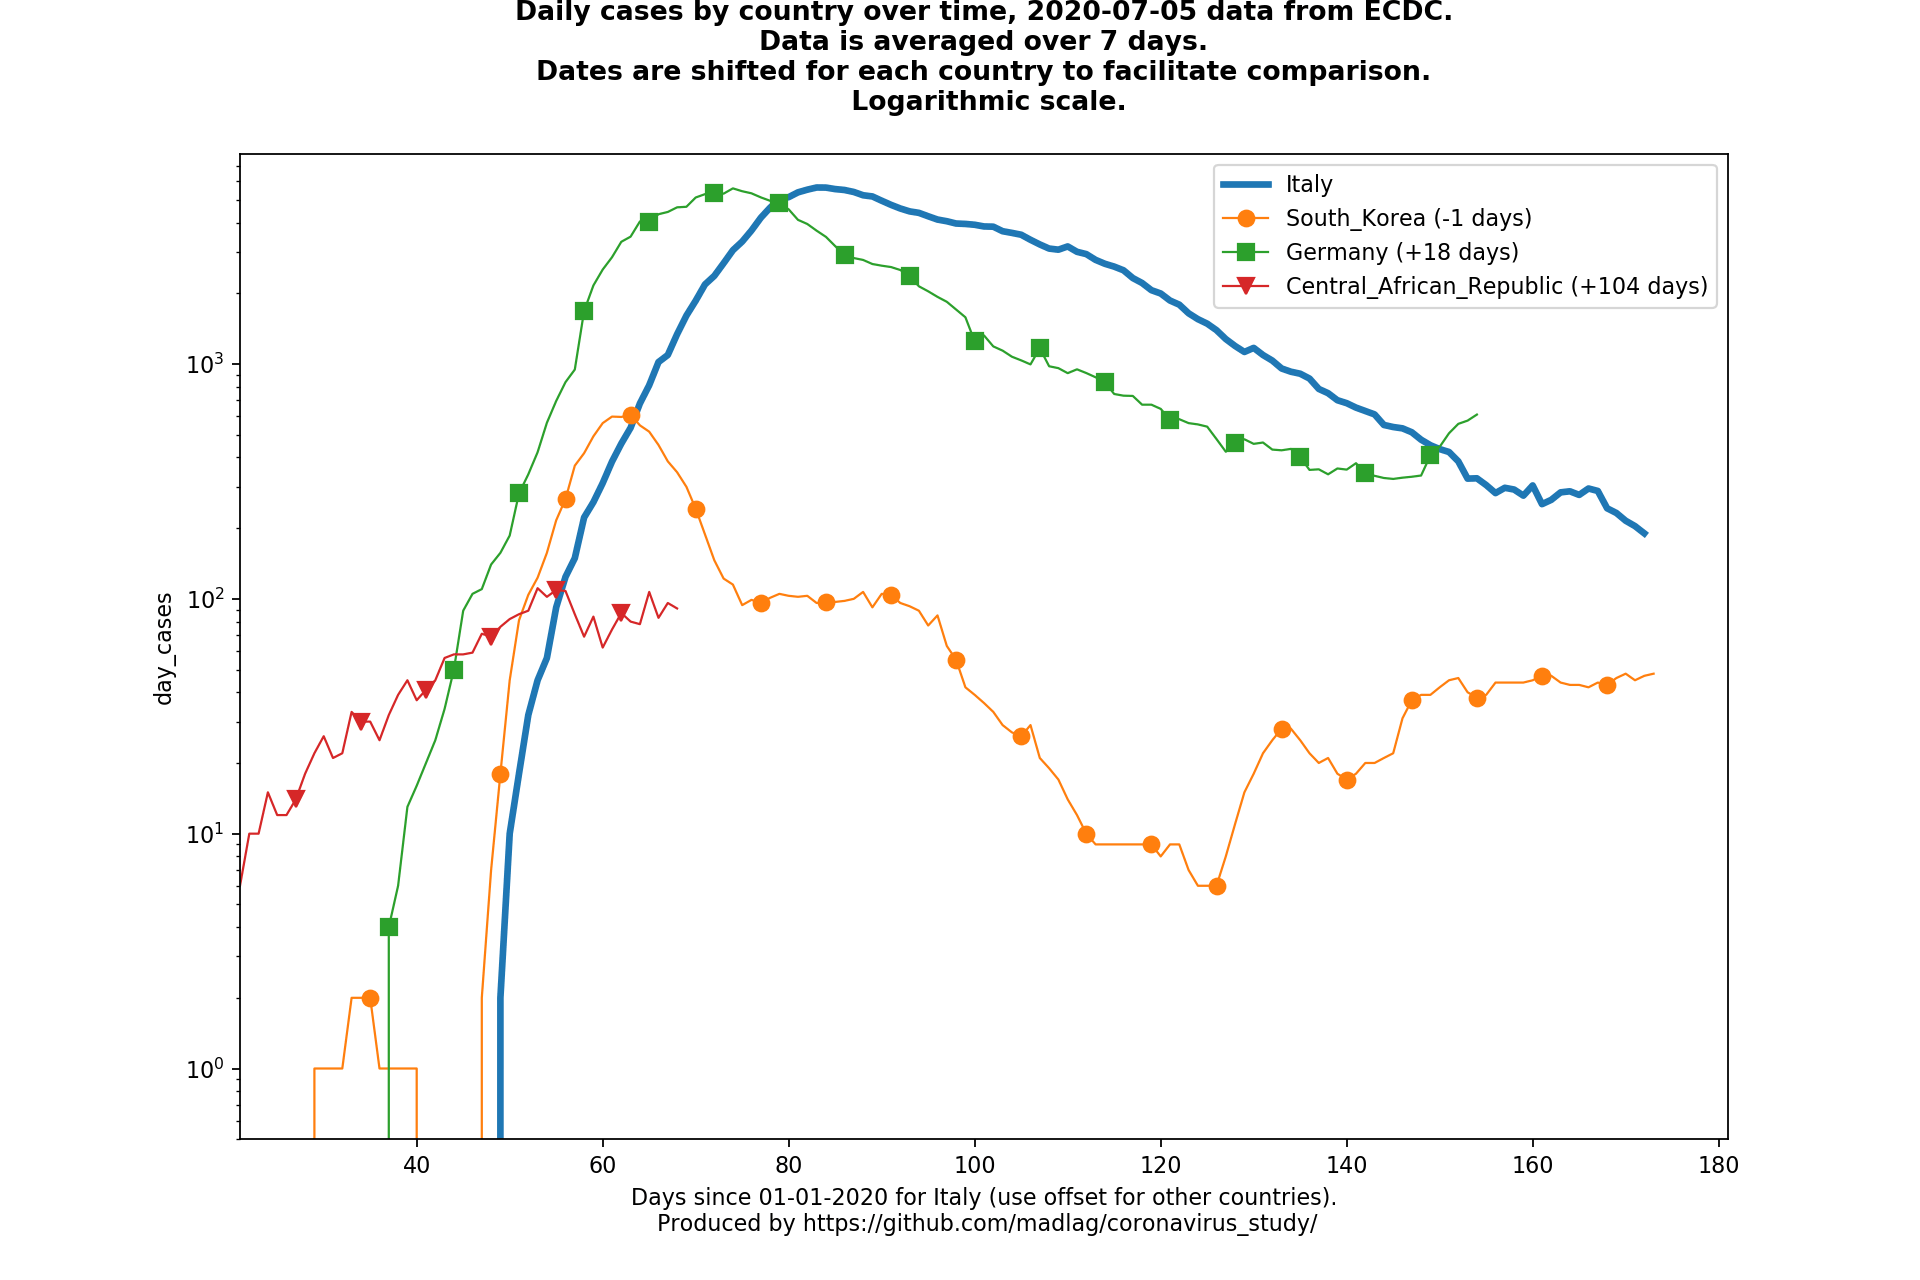 Daily cases by country over time, 2020-07-05 data from ECDC.
Data is averaged over 7 days.
Dates are shifted for each country to facilitate comparison.
Logarithmic scale.
Italy
South_Korea (-1 days)
Germany (+18 days)
Central_African_Republic (+104 days)
10³
10²
10¹
10⁰
day_cases
40 60 80 100 120 140 160 180
Days since 01-01-2020 for Italy (use offset for other countries).
Produced by https://github.com/madlag/coronavirus_study/